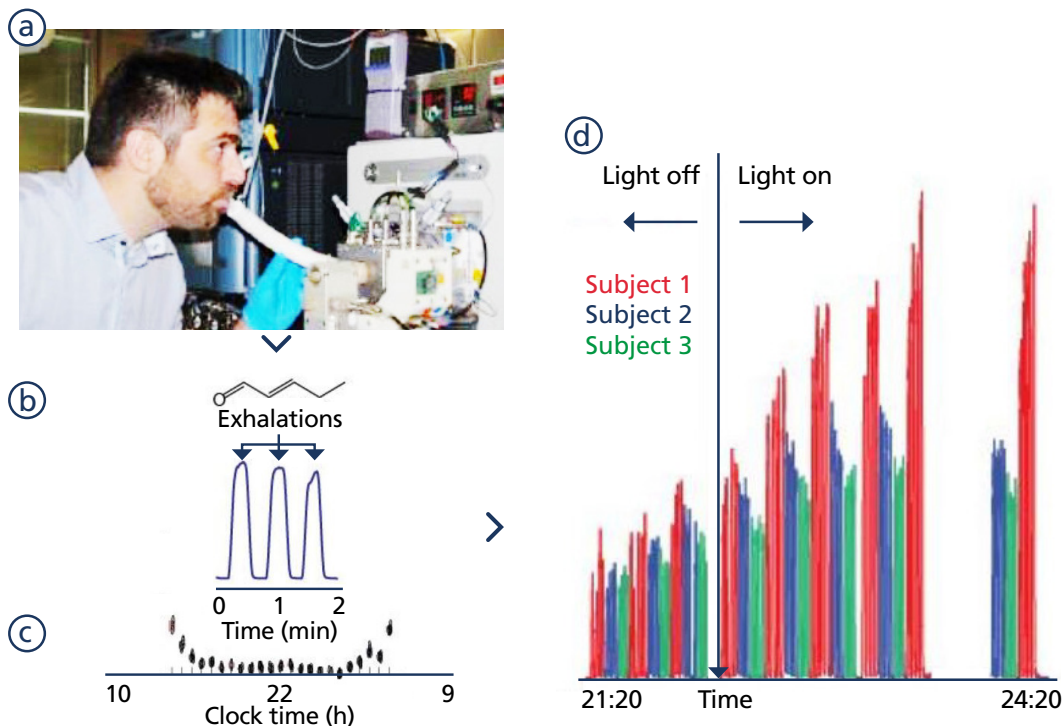 a
b
O
Exhalations
0 1 2
Time (min)
c
10 22 9
Clock time (h)
d
Light off Light on
Subject 1
Subject 2
Subject 3
21:20 Time 24:20